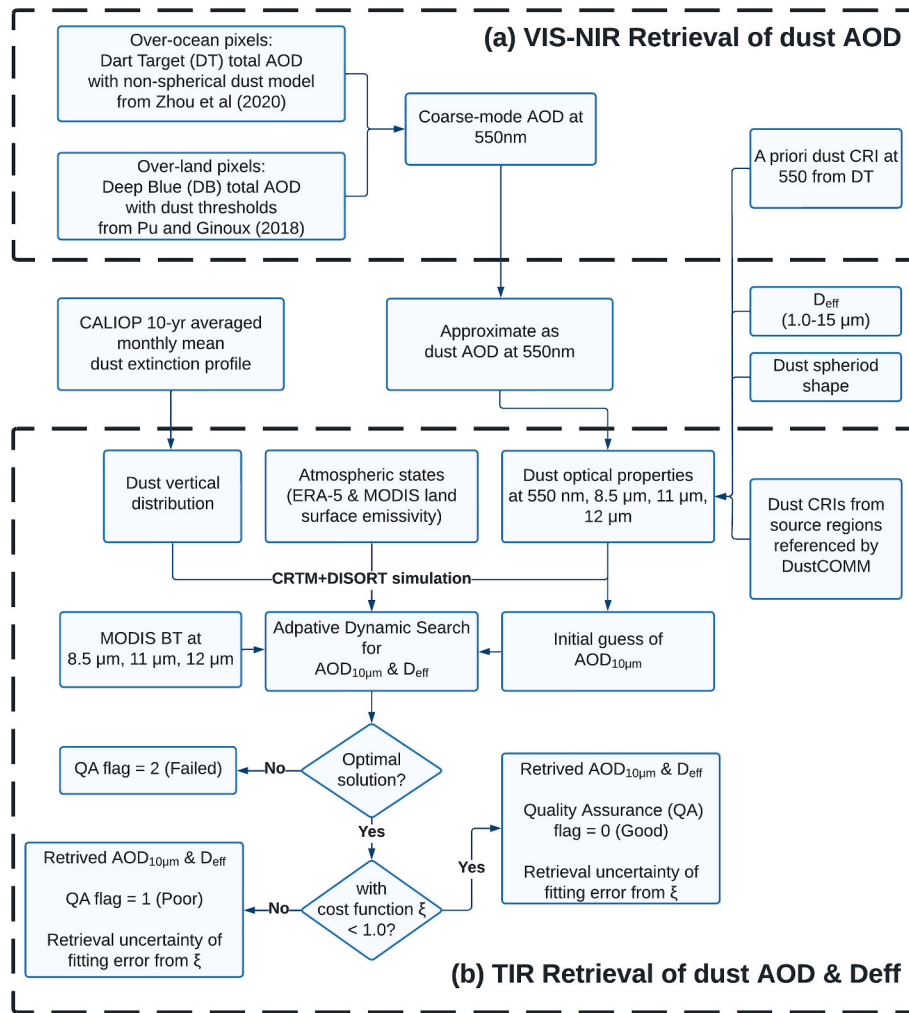 (a) VIS-NIR Retrieval of dust AOD
Over-ocean pixels:
Dart Target (DT) total AOD
with non-spherical dust model
from Zhou et al (2020)
Coarse-mode AOD at
550nm
Over-land pixels:
Deep Blue (DB) total AOD
with dust thresholds
from Pu and Ginoux (2018)
A priori dust CRI at
550 from DT
CALIOP 10-yr averaged
monthly mean
dust extinction profile
Approximate as
dust AOD at 550nm
Deff
(1.0-15 μm)
Dust spheriod
shape
Dust vertical
distribution
Atmospheric states
(ERA-5 & MODIS land
surface emissivity)
Dust optical properties
at 550 nm, 8.5 μm, 11 μm,
12 μm
Dust CRIs from
source regions
referenced by
DustCOMM
CRTM+DISORT simulation
MODIS BT at
8.5 μm, 11 μm, 12 μm
Adpative Dynamic Search
for
AOD10μm & Deff
Initial guess of
AOD10μm
Optimal
solution?
No
QA flag = 2 (Failed)
Yes
with
cost function ξ
< 1.0?
Yes
Retrived AOD10μm & Deff
Quality Assurance (QA)
flag = 0 (Good)
Retrieval uncertainty of
fitting error from ξ
No
Retrived AOD10μm & Deff
QA flag = 1 (Poor)
Retrieval uncertainty of
fitting error from ξ
(b) TIR Retrieval of dust AOD & Deff